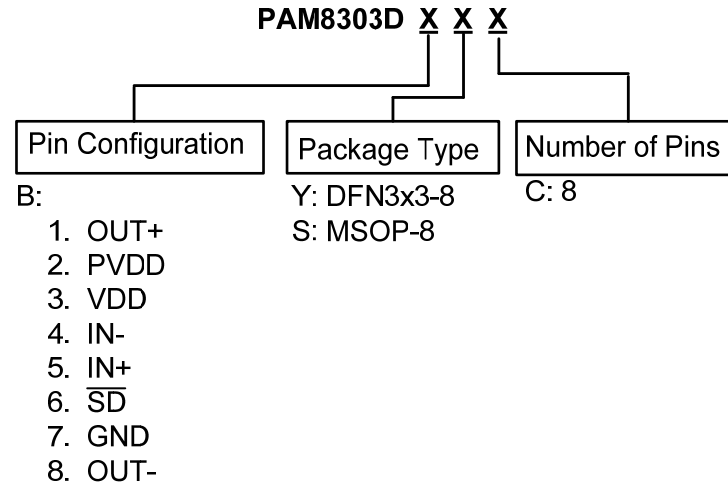 PAM8303D X X X
Pin Configuration
Package Type
Number of Pins
B:
1. OUT+
2. PVDD
3. VDD
4. IN-
5. IN+
6. S̅D̅
7. GND
8. OUT-
Y: DFN3x3-8
S: MSOP-8
C: 8